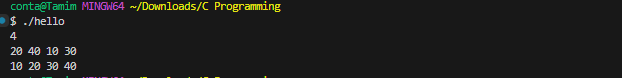 conta@Tamim MINGW64 ~/Downloads/C Programming
$ ./hello
4
20 40 10 30
10 20 30 40